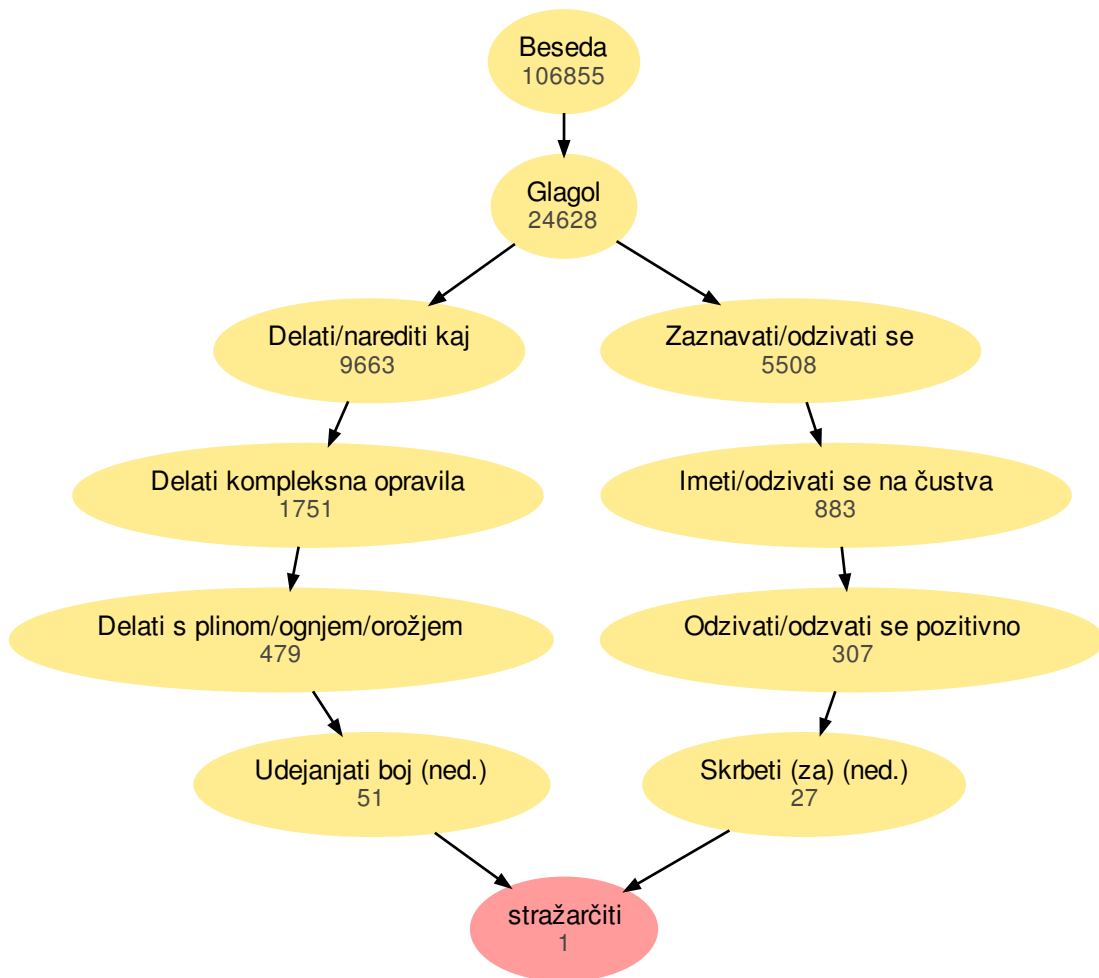 Beseda
106855
Glagol
24628
Delati/narediti kaj
9663
Zaznavati/odzivati se
5508
Delati kompleksna opravila
1751
Imeti/odzivati se na čustva
883
Delati s plinom/ognjem/orožjem
479
Odzivati/odzvati se pozitivno
307
Udejanjati boj (ned.)
51
Skrbeti (za) (ned.)
27
stražarčiti
1